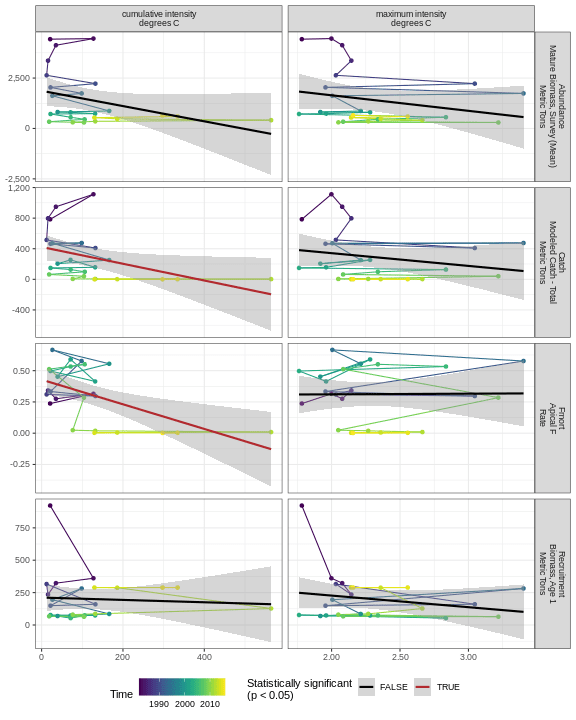 cumulative intensity
degrees C
maximum intensity
degrees C
2,500
0
-2,500
Abundance
Mature Biomass, Survey (Mean)
Metric Tons
1,200
800
400
0
-400
Catch
Modeled Catch - Total
Metric Tons
0.50
0.25
0.00
-0.25
Fmort
Apical F
Rate
750
500
250
0
Recruitment
Biomass, Age 1
Metric Tons
0
200
400
2.00
2.50
3.00
Time
1990
2000
2010
Statistically significant
(p < 0.05)
FALSE
TRUE